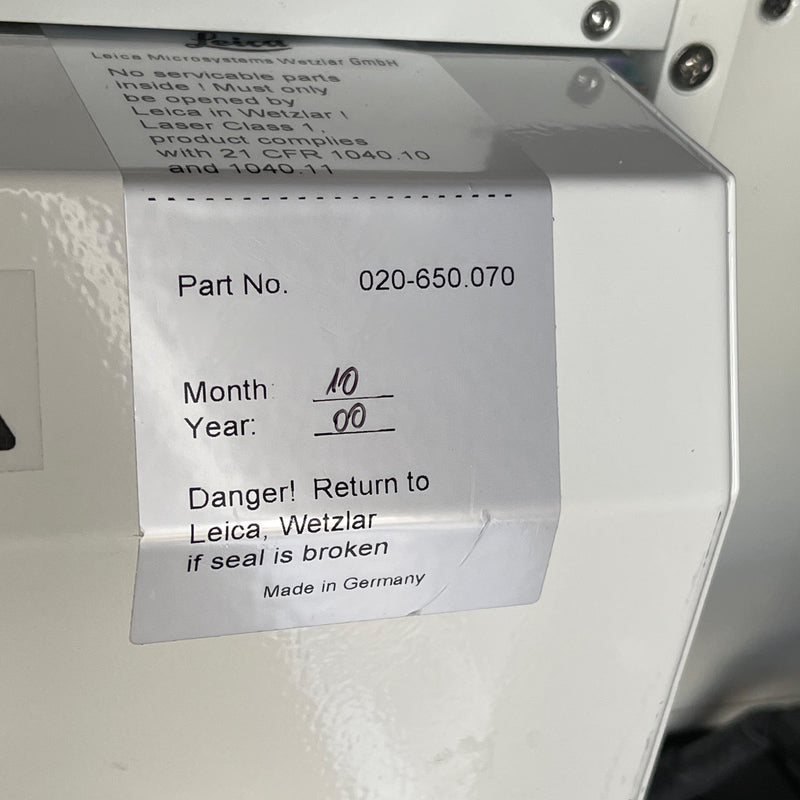 Leica
Leica Microsystems Wetzlar GmbH
No servicable parts
inside ! Must only
be opened by
Leica in Wetzlar !
Laser Class 1,
product complies
with 21 CFR 1040.10
and 1040.11
Part No. 020-650.070
Month: 10
Year: 00
Danger! Return to
Leica, Wetzlar
if seal is broken
Made in Germany